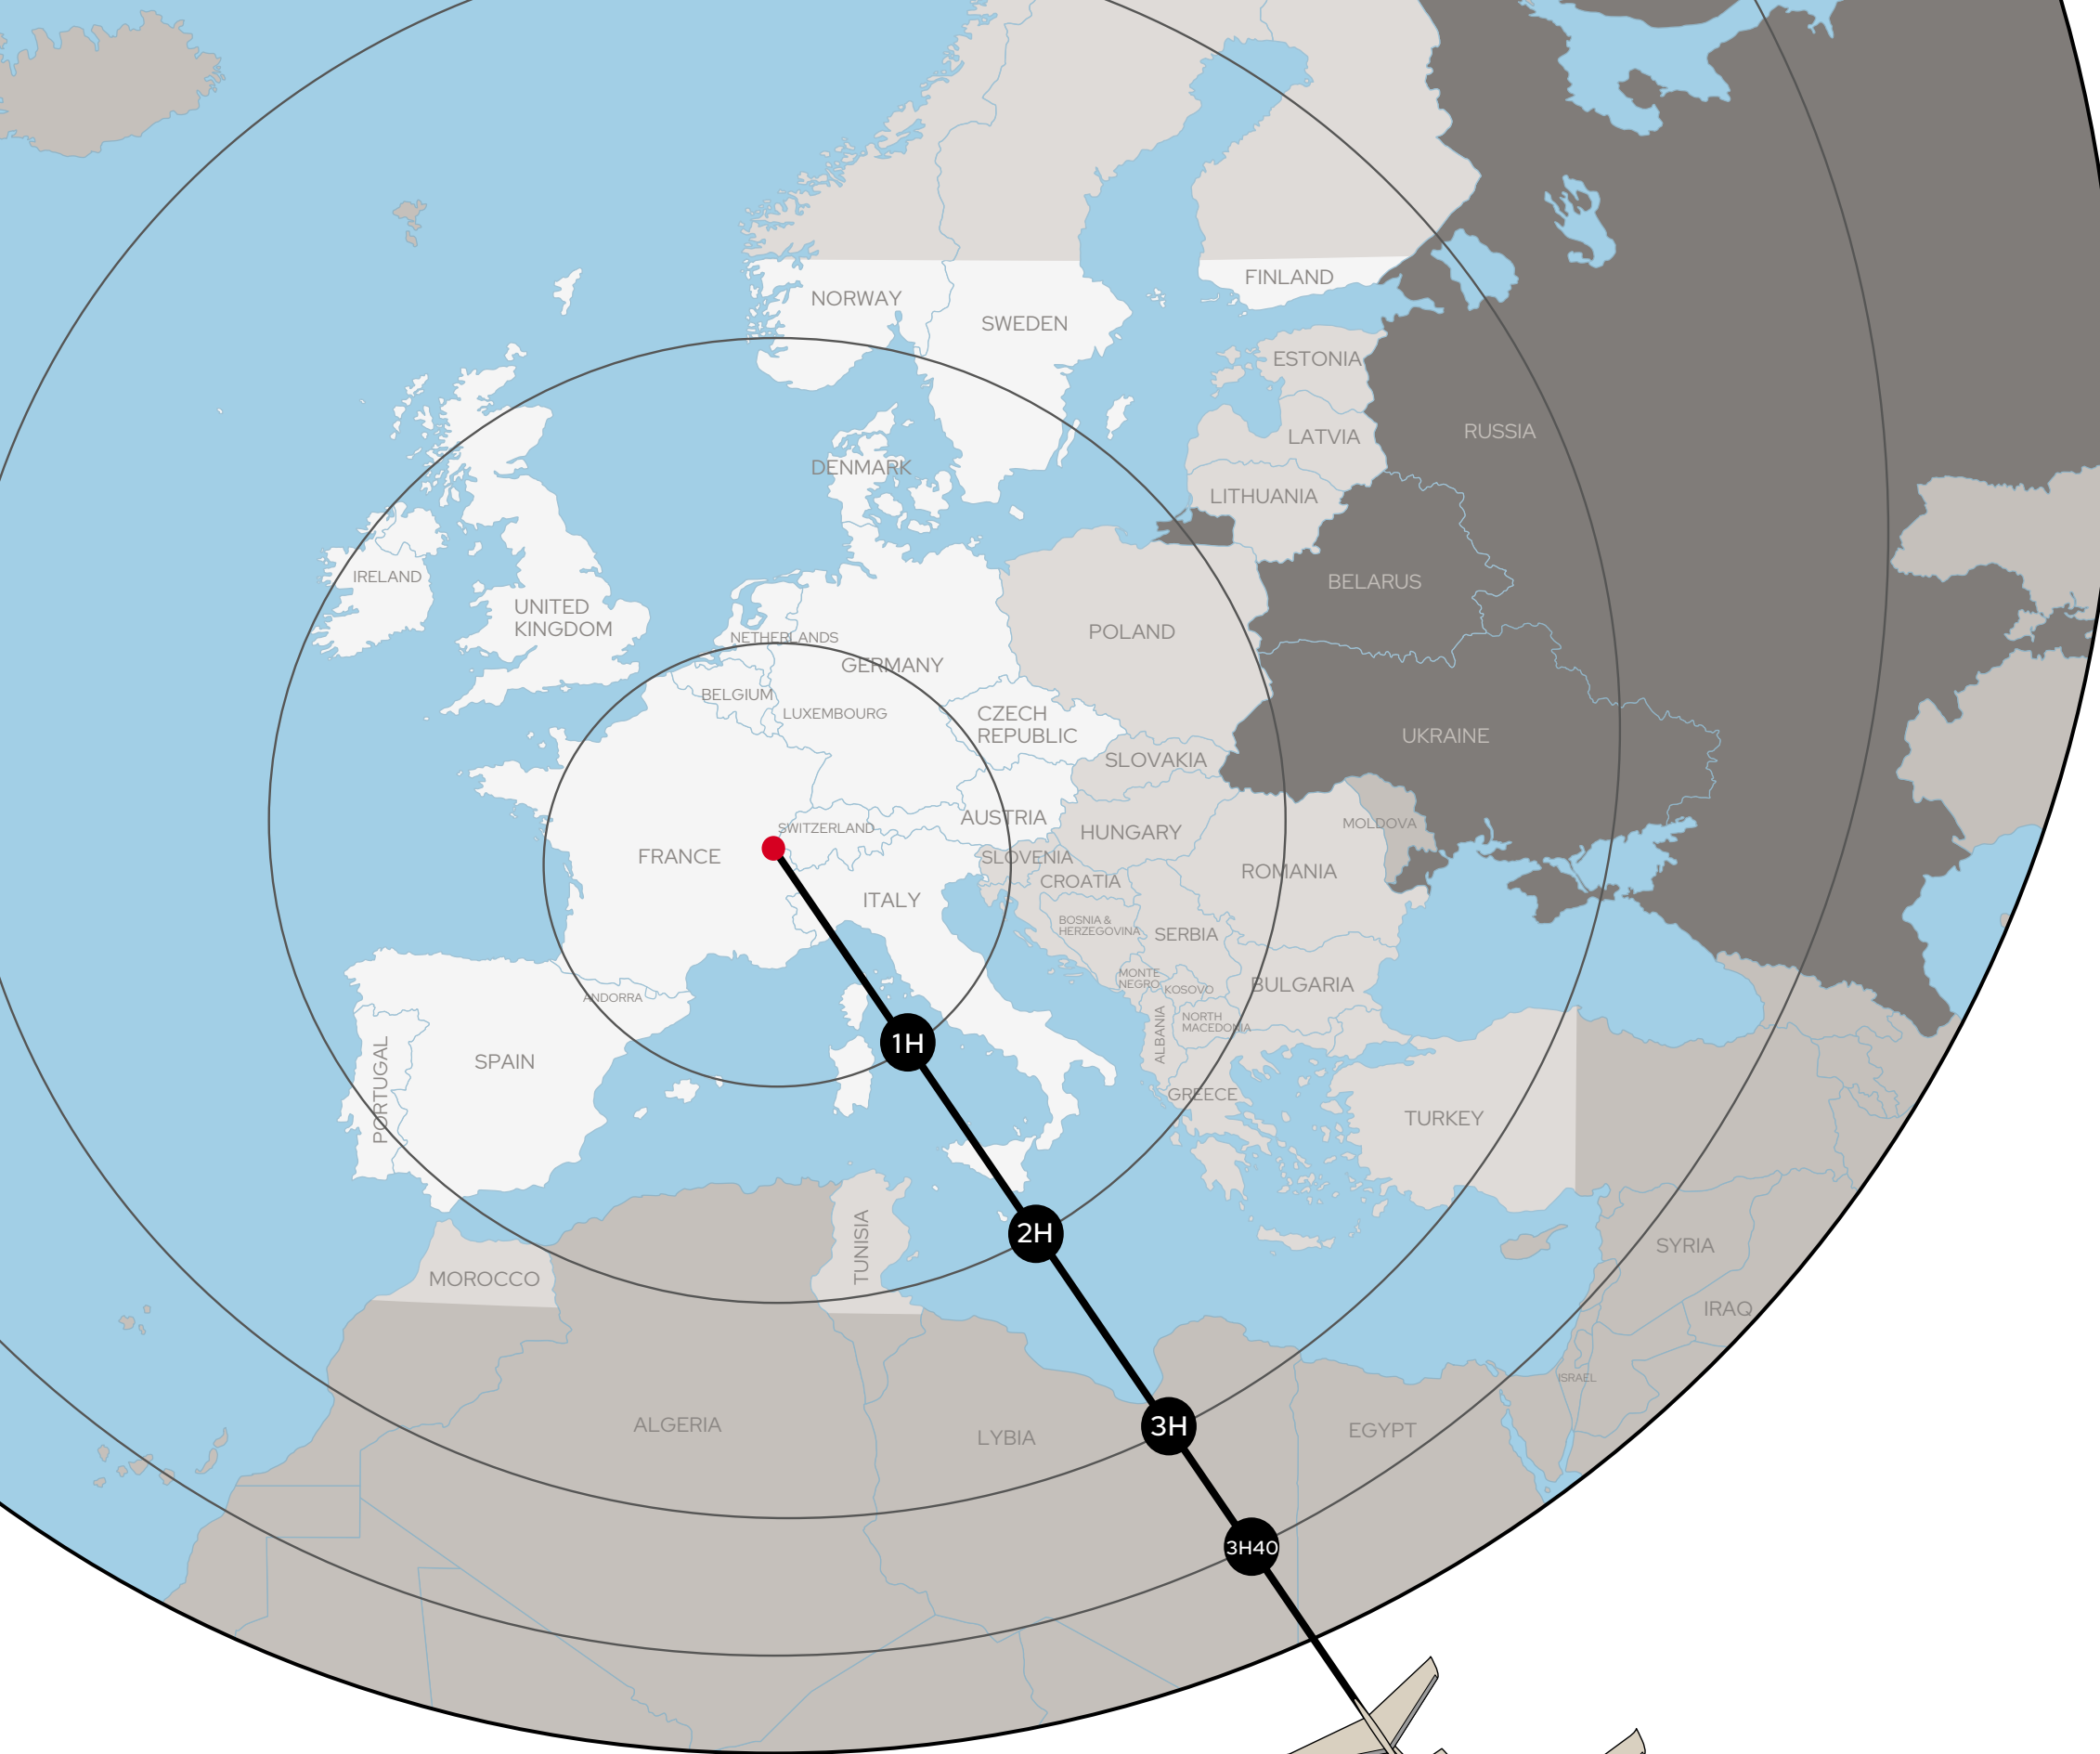 FINLAND
NORWAY
SWEDEN
ESTONIA
RUSSIA
LATVIA
DENMARK
LITHUANIA
IRELAND
BELARUS
UNITED
KINGDOM
NETHERLANDS
POLAND
GERMANY
BELGIUM
LUXEMBOURG
CZECH
REPUBLIC
UKRAINE
SLOVAKIA
AUSTRIA
MOLDOVA
SWITZERLAND
HUNGARY
FRANCE
SLOVENIA
ROMANIA
CROATIA
ITALY
BOSNIA &
HERZEGOVINA
SERBIA
MONTE
NEGRO
KOSOVO
BULGARIA
ANDORRA
NORTH
MACEDONIA
ALBANIA
1H
SPAIN
PORTUGAL
GREECE
TURKEY
2H
TUNISIA
SYRIA
MOROCCO
IRAQ
ISRAEL
ALGERIA
3H
EGYPT
LYBIA
3H40